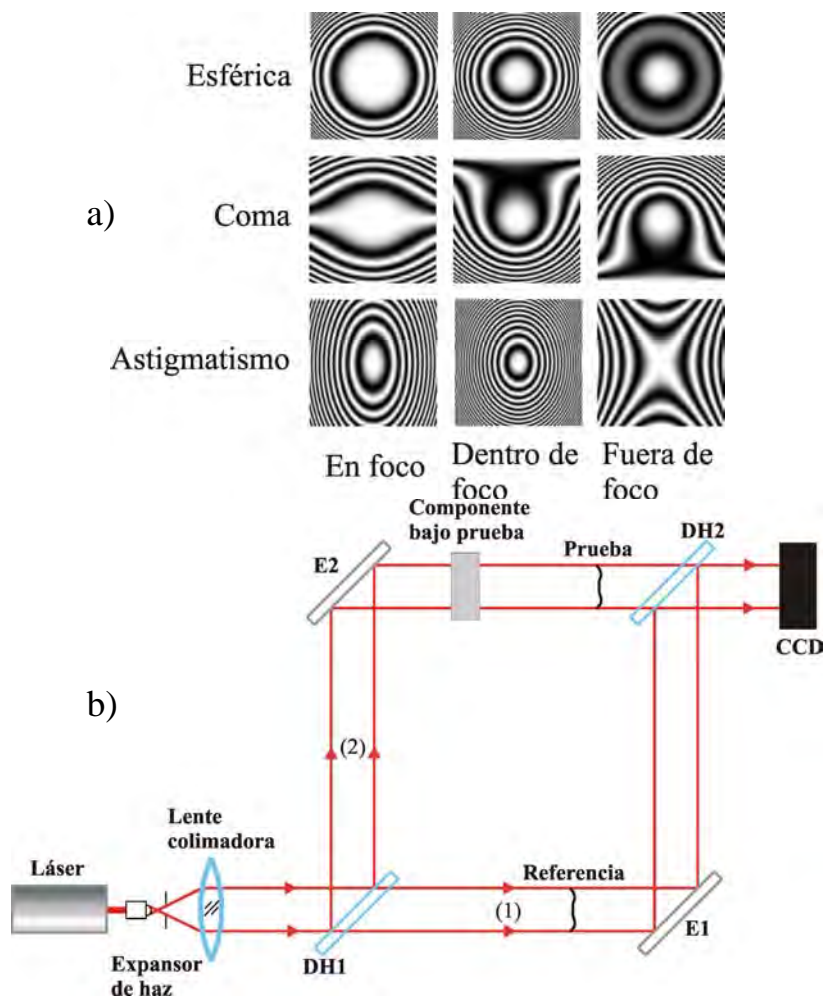 Esférica
a)
Coma
Astigmatismo
En foco
Dentro de
foco
Fuera de
foco
Componente
bajo prueba
E2
Prueba
DH2
CCD
b)
(2)
Lente
colimadora
Láser
Referencia
(1)
Expansor
de haz
DH1
E1